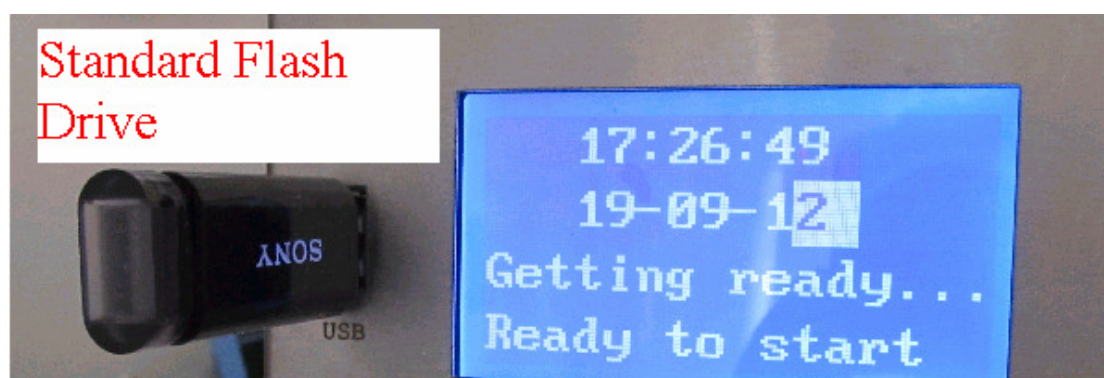 Standard Flash
Drive
17:26:49
19-09-12
SONY
Getting ready...
USB
Ready to start